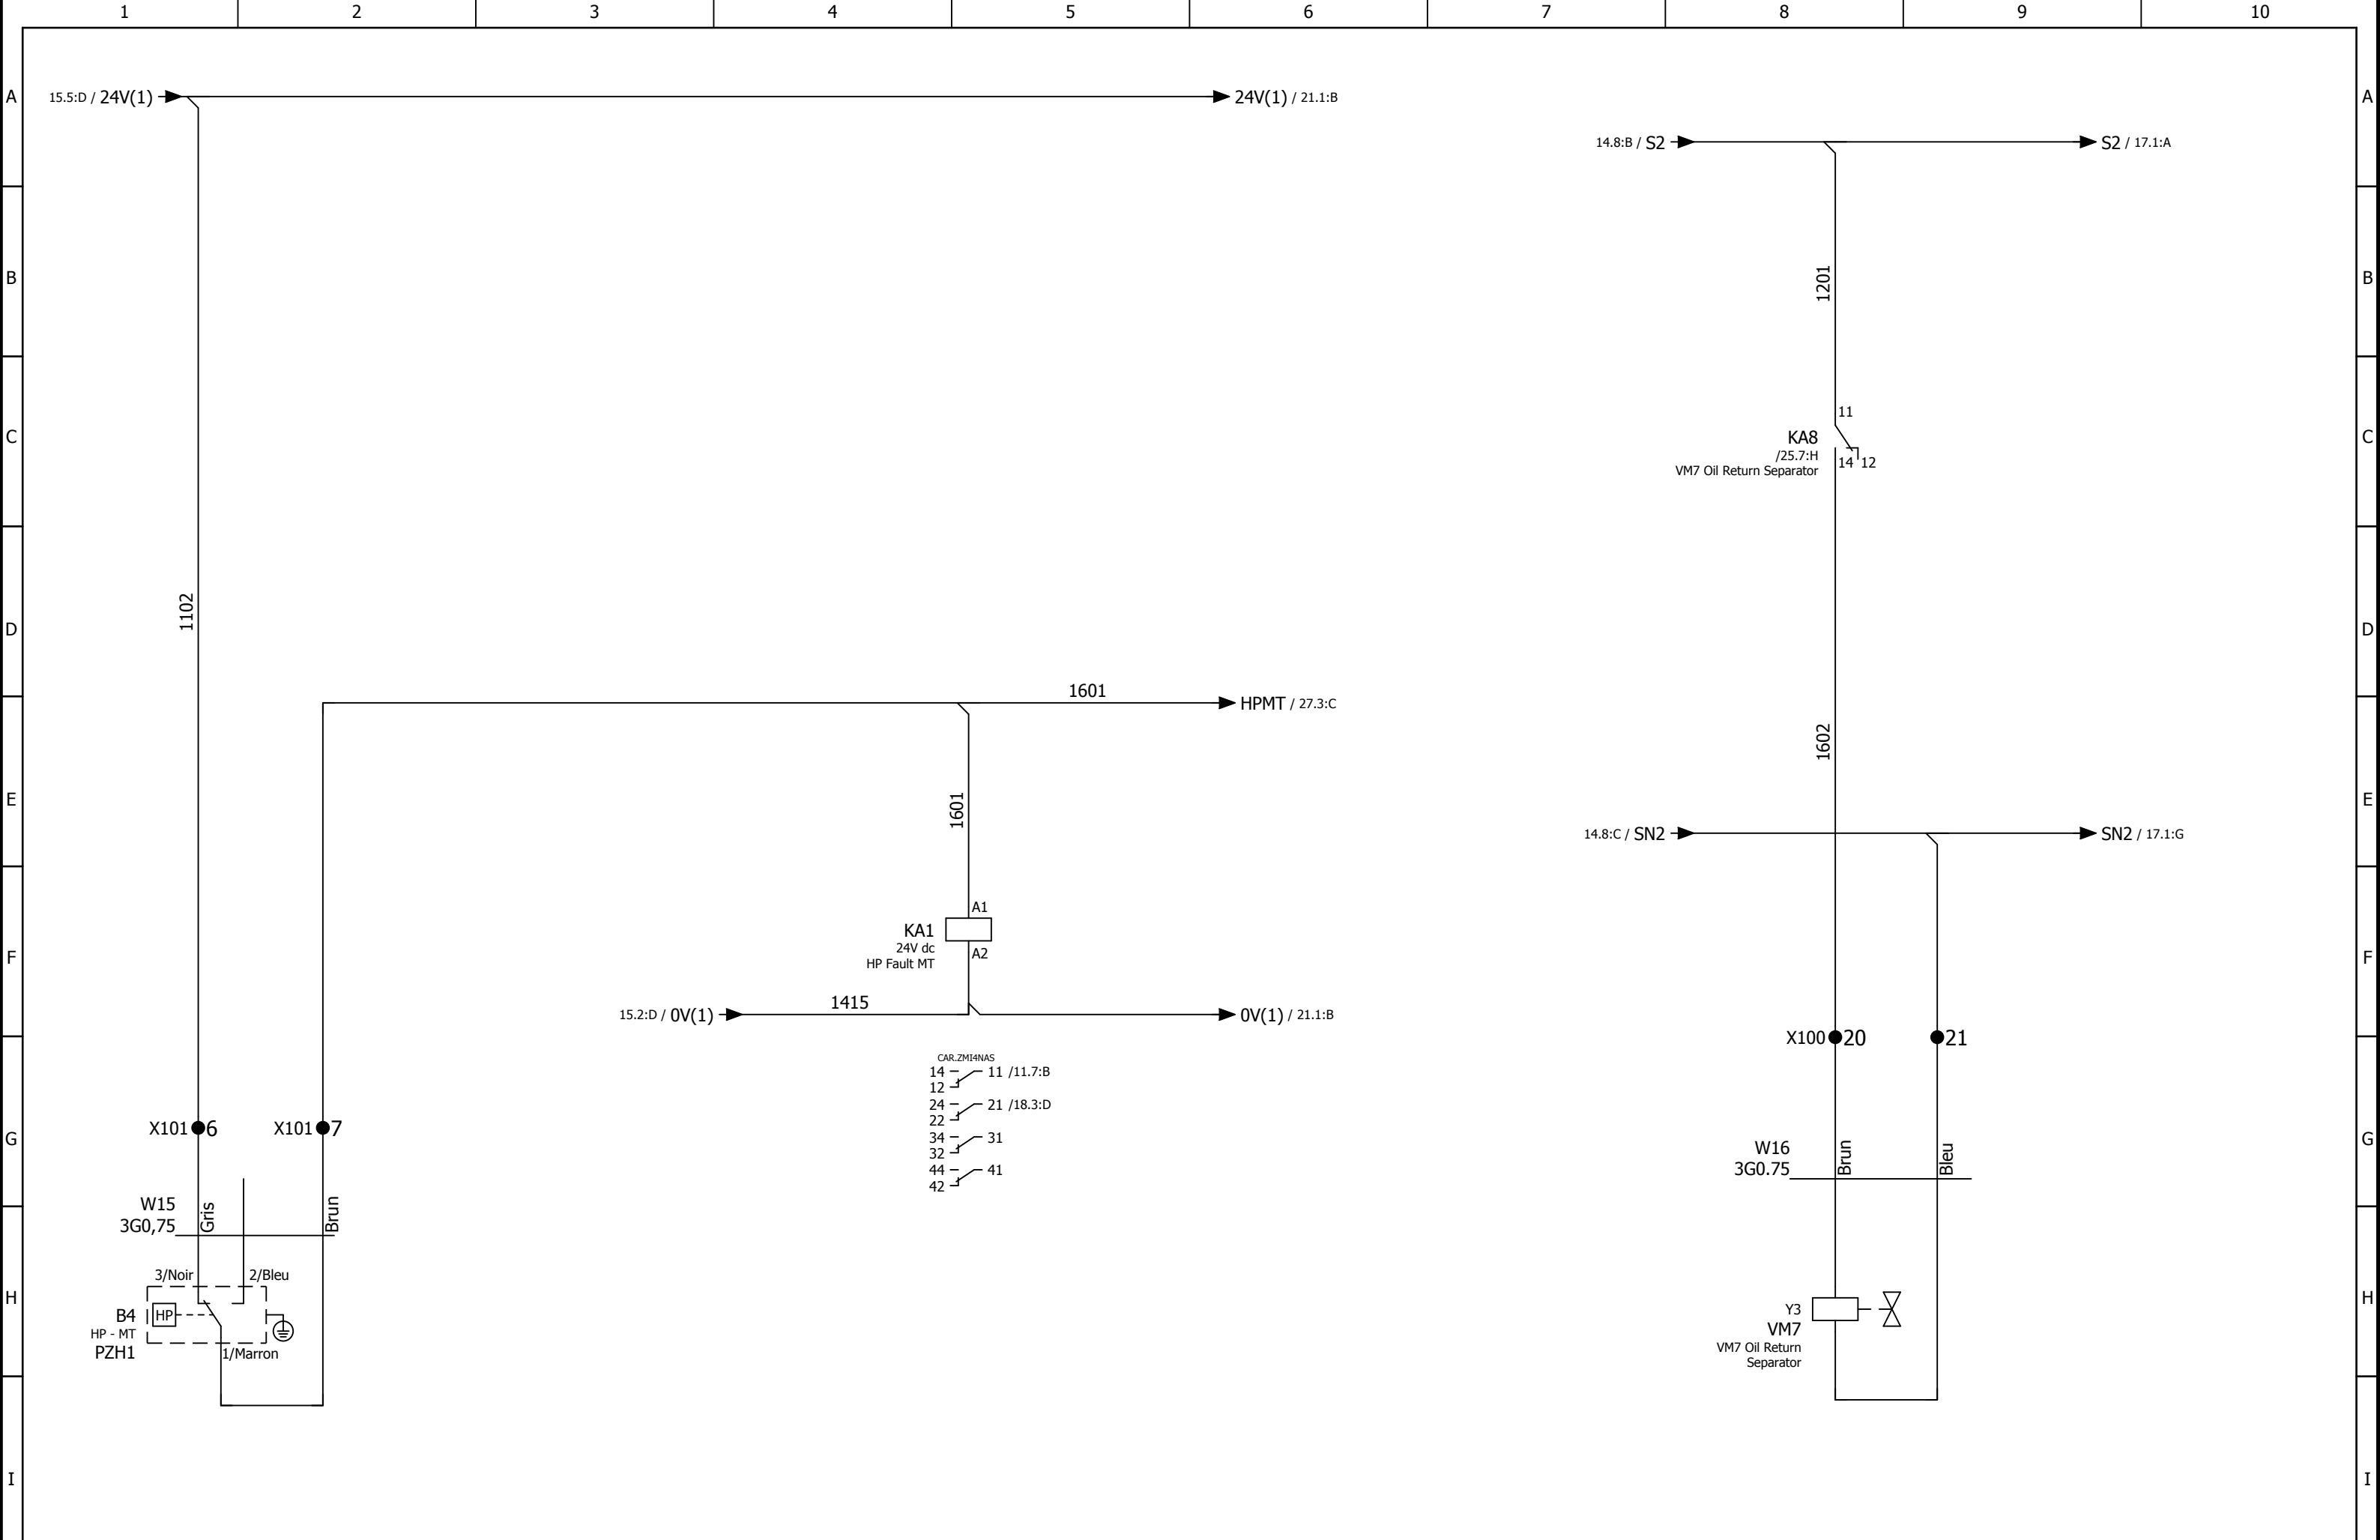 1 2 3 4 5 6 7 8 9 10
A 15.5:D / 24V(1) 24V(1) / 21.1:B A
14.8:B / S2 S2 / 17.1:A
B 1201 B
11
C KA8 C
/25.7:H
14 12
VM7 Oil Return Separator
1102
D D
1601
HPMT / 27.3:C
1602
E 1601 E
14.8:C / SN2 SN2 / 17.1:G
A1
KA1
24V dc
A2
F HP Fault MT F
1415
15.2:D / 0V(1) 0V(1) / 21.1:B
X100 20 21
CAR.ZMI4NAS
14 11 /11.7:B
12
24 21 /18.3:D
22
X101 6 X101 7
G 34 31 G
32
44 41
42
W16 Brun Bleu
3G0.75
W15 Gris Brun
3G0,75
3/Noir 2/Bleu
H H
B4 HP
HP - MT
PZH1
1/Marron
Y3
VM7
VM7 Oil Return
Separator
I I